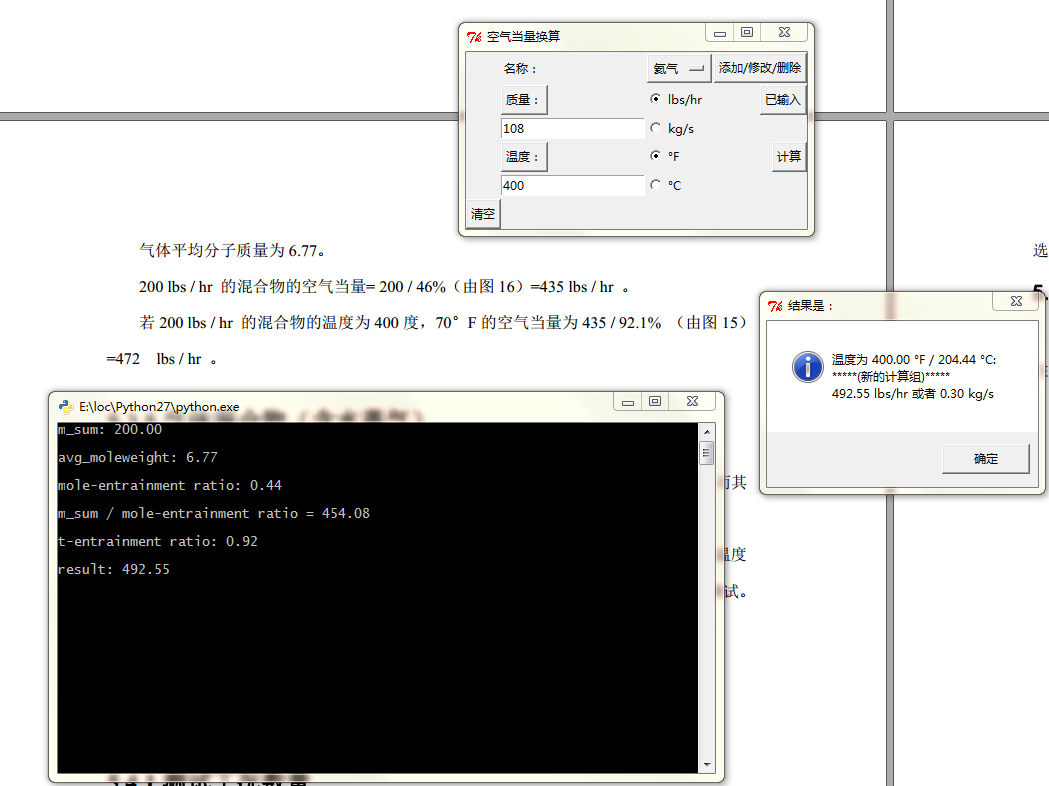 空气当量换算
名称：
氨气
添加/修改/删除
质量：
lbs/hr
已输入
108
kg/s
温度：
°F
计算
400
°C
清空
气体平均分子质量为 6.77。
选
200 lbs / hr 的混合物的空气当量= 200 / 46%（由图 16）=435 lbs / hr 。
5.
若 200 lbs / hr 的混合物的温度为 400 度，70° F 的空气当量为 435 / 92.1% （由图 15）
=472 lbs / hr 。
结果是：
温度为 400.00 °F / 204.44 °C:
*****(新的计算组)*****
492.55 lbs/hr 或者 0.30 kg/s
确定
E:\loc\Python27\python.exe
m_sum: 200.00
avg_moleweight: 6.77
mole-entrainment ratio: 0.44
m_sum / mole-entrainment ratio = 454.08
t-entrainment ratio: 0.92
result: 492.55
而其
温度
试。